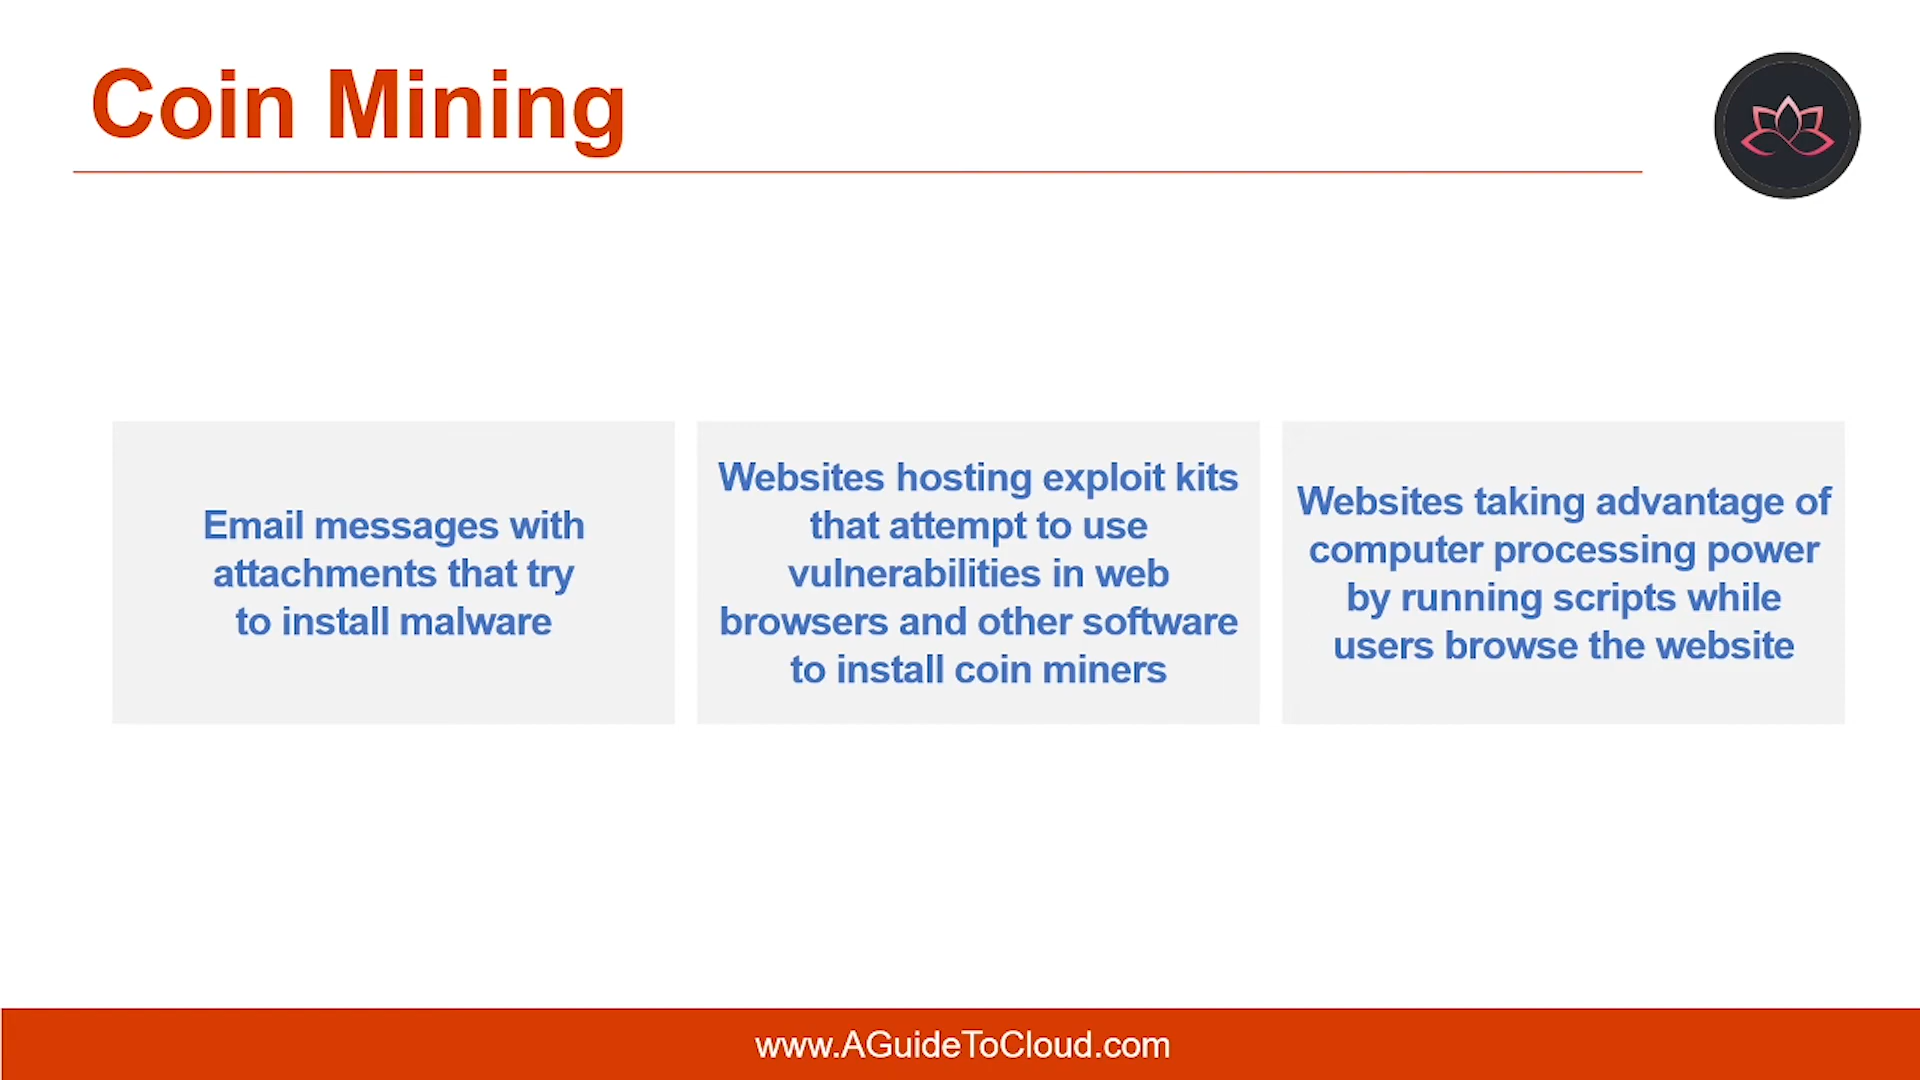 Coin Mining
Email messages with
attachments that try
to install malware
Websites hosting exploit kits
that attempt to use
vulnerabilities in web
browsers and other software
to install coin miners
Websites taking advantage of
computer processing power
by running scripts while
users browse the website
www.AGuideToCloud.com